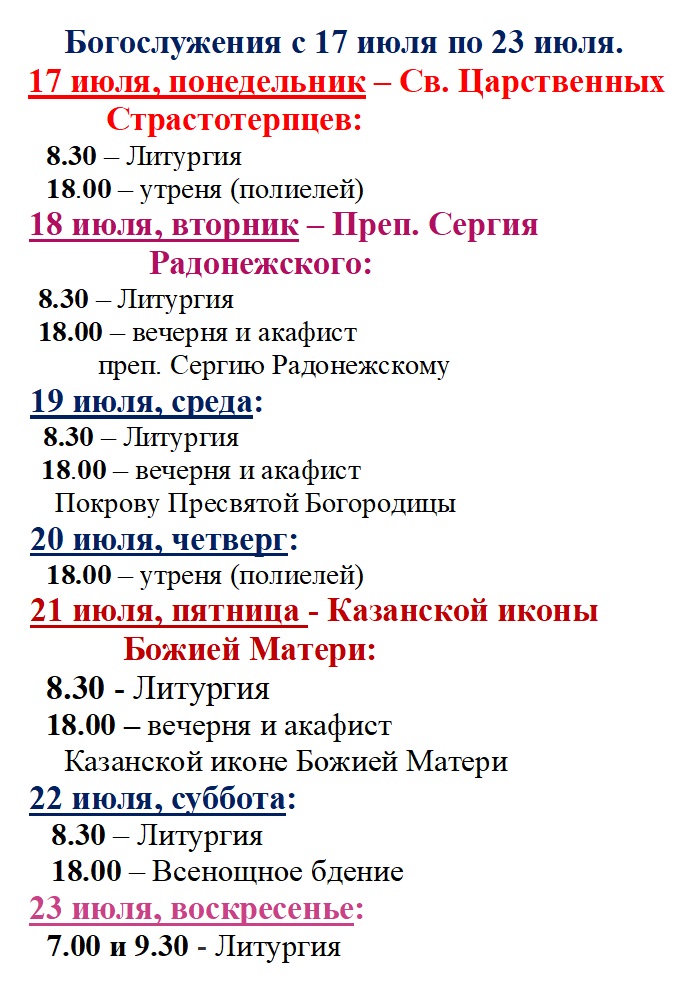 Богослужения с 17 июля по 23 июля.
17 июля, понедельник – Св. Царственных
Страстотерпцев:
8.30 – Литургия
18.00 – утреня (полиелей)
18 июля, вторник – Преп. Сергия
Радонежского:
8.30 – Литургия
18.00 – вечерня и акафист
преп. Сергию Радонежскому
19 июля, среда:
8.30 – Литургия
18.00 – вечерня и акафист
Покрову Пресвятой Богородицы
20 июля, четверг:
18.00 – утреня (полиелей)
21 июля, пятница - Казанской иконы
Божией Матери:
8.30 - Литургия
18.00 – вечерня и акафист
Казанской иконе Божией Матери
22 июля, суббота:
8.30 – Литургия
18.00 – Всенощное бдение
23 июля, воскресенье:
7.00 и 9.30 - Литургия